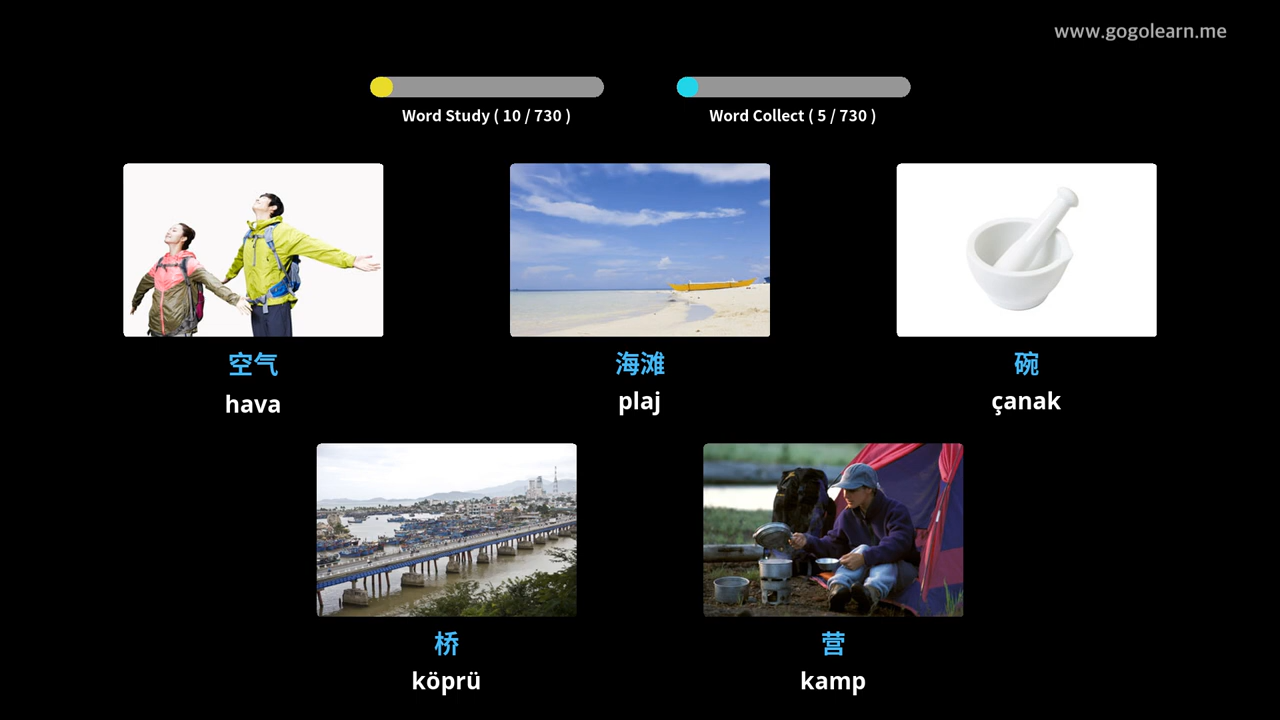 www.gogolearn.me
Word Study ( 10 / 730 )
Word Collect ( 5 / 730 )
空气
hava
海滩
plaj
碗
çanak
桥
köprü
营
kamp